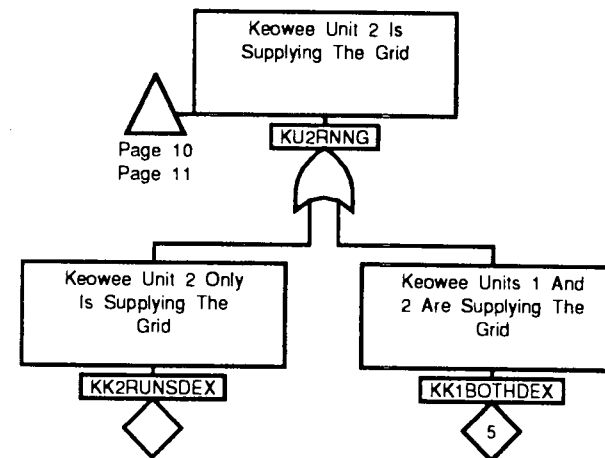 Keowee Unit 2 Is
Supplying The Grid
Page 10
Page 11
KU2RNNG
Keowee Unit 2 Only
Is Supplying The
Grid
KK2RUNSDEX
Keowee Units 1 And
2 Are Supplying The
Grid
KK1BOTHDEX
5